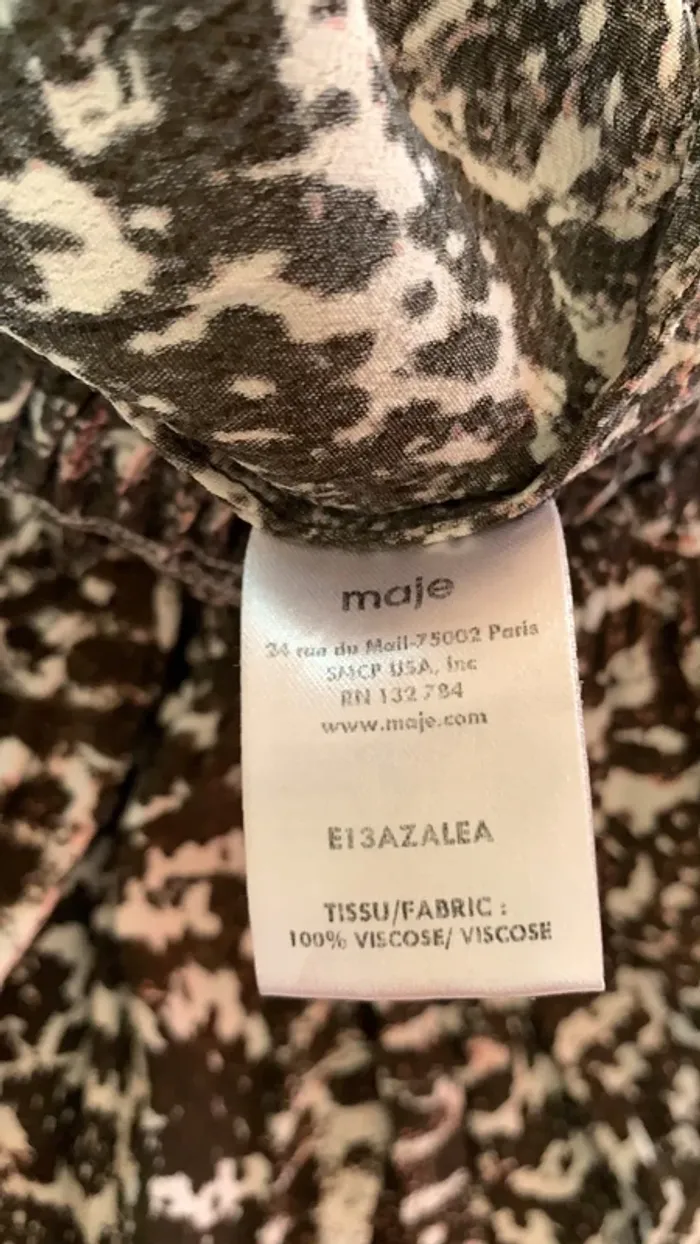 maje
24 rue du Mail-75002 Paris
SMCP USA, Inc
RN 132 784
www.maje.com
E13AZALEA
TISSU/FABRIC :
100% VISCOSE/ VISCOSE